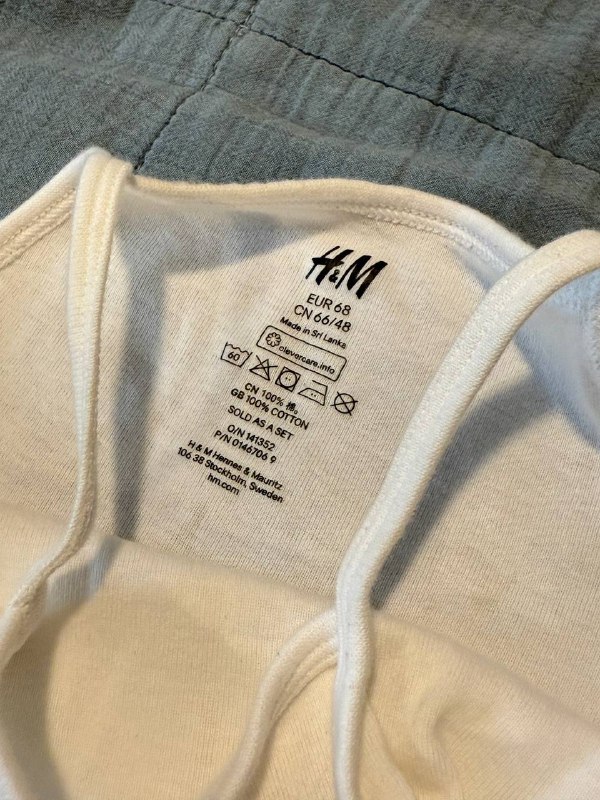 H&M
EUR 68
CN 66/48
Made in Sri Lanka
clevercare.info
60
CN 100% 棉。
GB 100% COTTON
SOLD AS A SET
O/N 141352
P/N 0146706 9
H & M Hennes & Mauritz
106 38 Stockholm, Sweden
hm.com